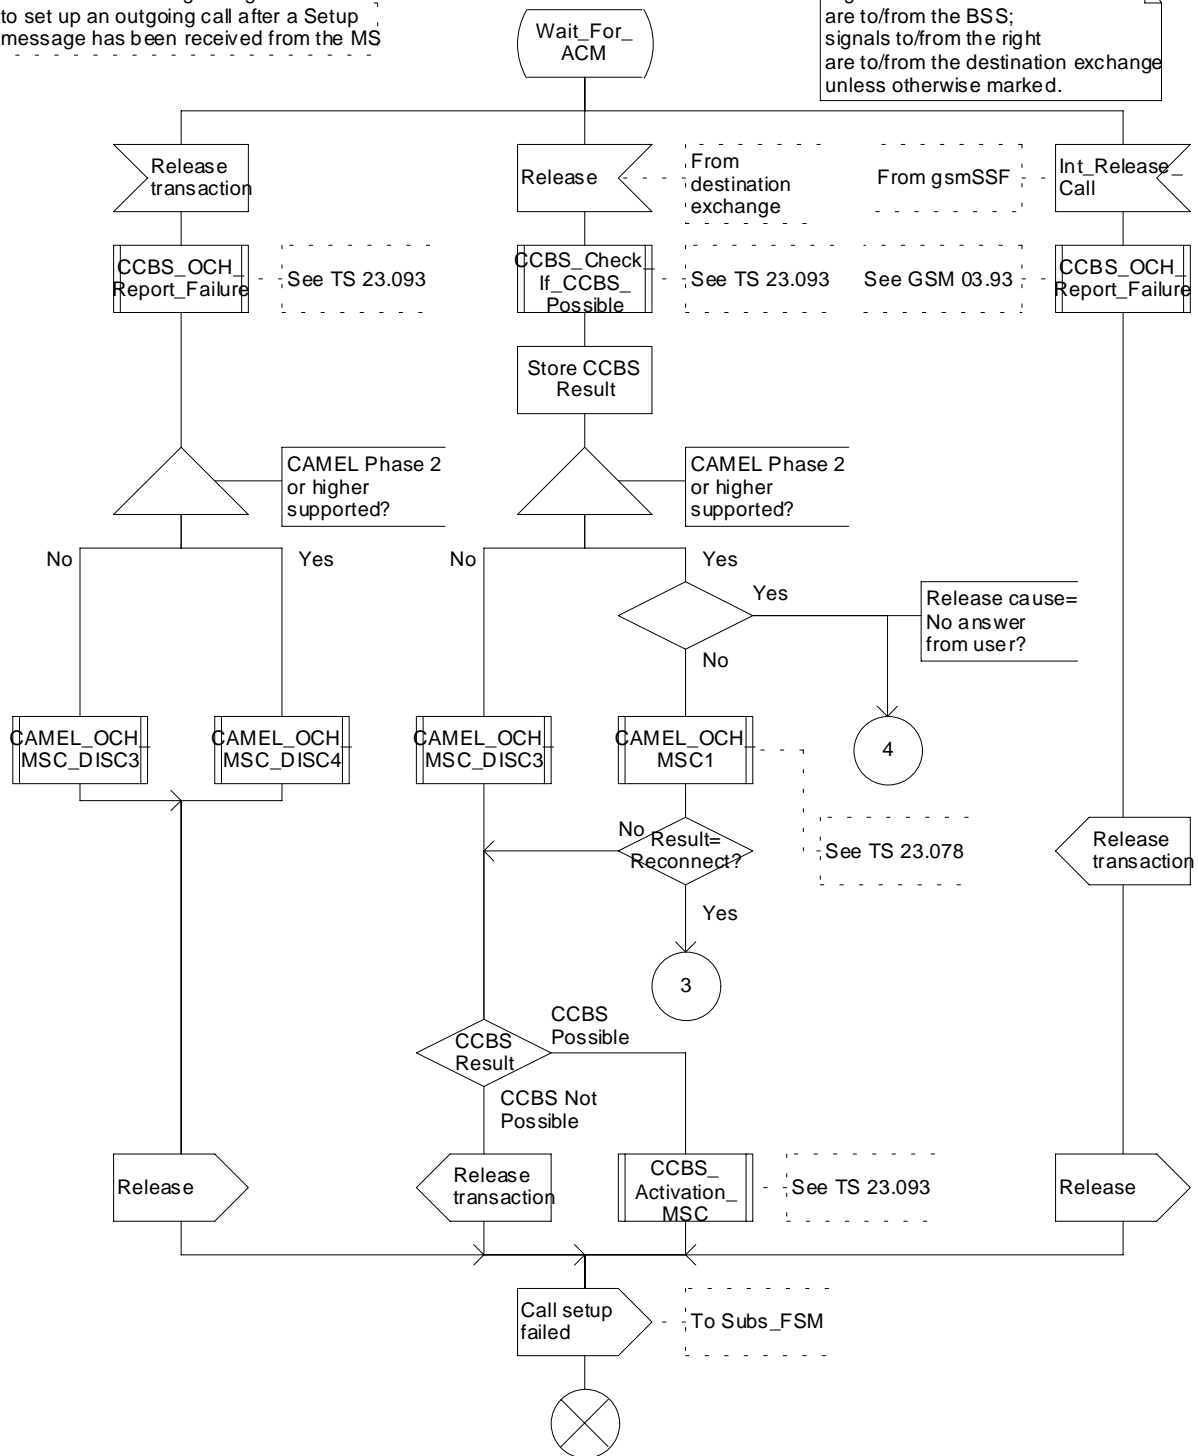 to set up an outgoing call after a Setup
message has been received from the MS
Wait_For_
ACM
are to/from the BSS;
signals to/from the right
are to/from the destination exchange
unless otherwise marked.
Release
transaction
Release
From
destination
exchange
From gsmSSF
Int_Release_
Call
CCBS_OCH_
Report_Failure
See TS 23.093
CCBS_Check_
If_CCBS_
Possible
See TS 23.093
See GSM 03.93
CCBS_OCH_
Report_Failure
Store CCBS
Result
CAMEL Phase 2
or higher
supported?
CAMEL Phase 2
or higher
supported?
No
Yes
No
Yes
Yes
Release cause=
No answer
from user?
No
CAMEL_OCH_
MSC_DISC3
CAMEL_OCH_
MSC_DISC4
CAMEL_OCH_
MSC_DISC3
CAMEL_OCH_
MSC1
4
No
Result=
Reconnect?
See TS 23.078
Release
transaction
Yes
3
CCBS
Possible
CCBS
Result
CCBS Not
Possible
Release
Release
transaction
CCBS_
Activation_
MSC
See TS 23.093
Release
Call setup
failed
To Subs_FSM